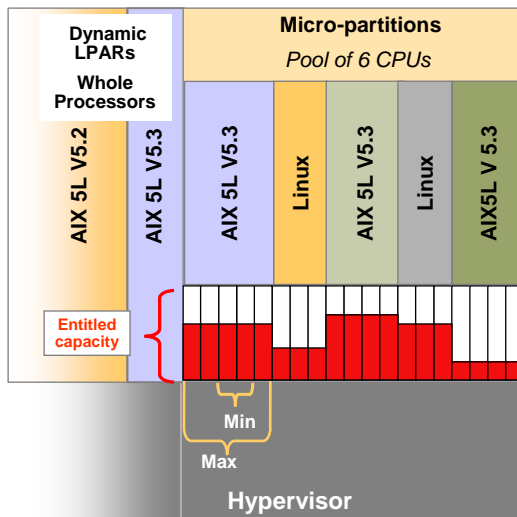 Dynamic
LPARs
Whole
Processors
Micro-partitions
Pool of 6 CPUs
AIX 5L V5.2
AIX 5L V5.3
AIX 5L V5.3
Linux
AIX 5L V5.3
Linux
AIX5L V 5.3
Entitled
capacity
Min
Max
Hypervisor